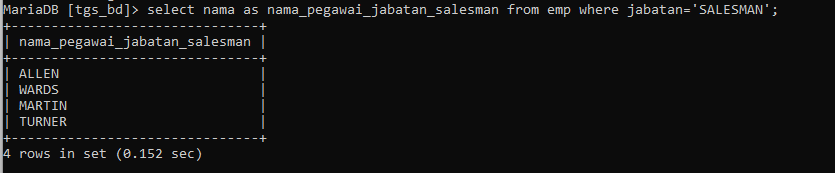 MariaDB [tgs_bd]> select nama as nama_pegawai_jabatan_salesman from emp where jabatan='SALESMAN';
+-------------------------------+
| nama_pegawai_jabatan_salesman |
+-------------------------------+
| ALLEN                         |
| WARDS                         |
| MARTIN                        |
| TURNER                        |
+-------------------------------+
4 rows in set (0.152 sec)